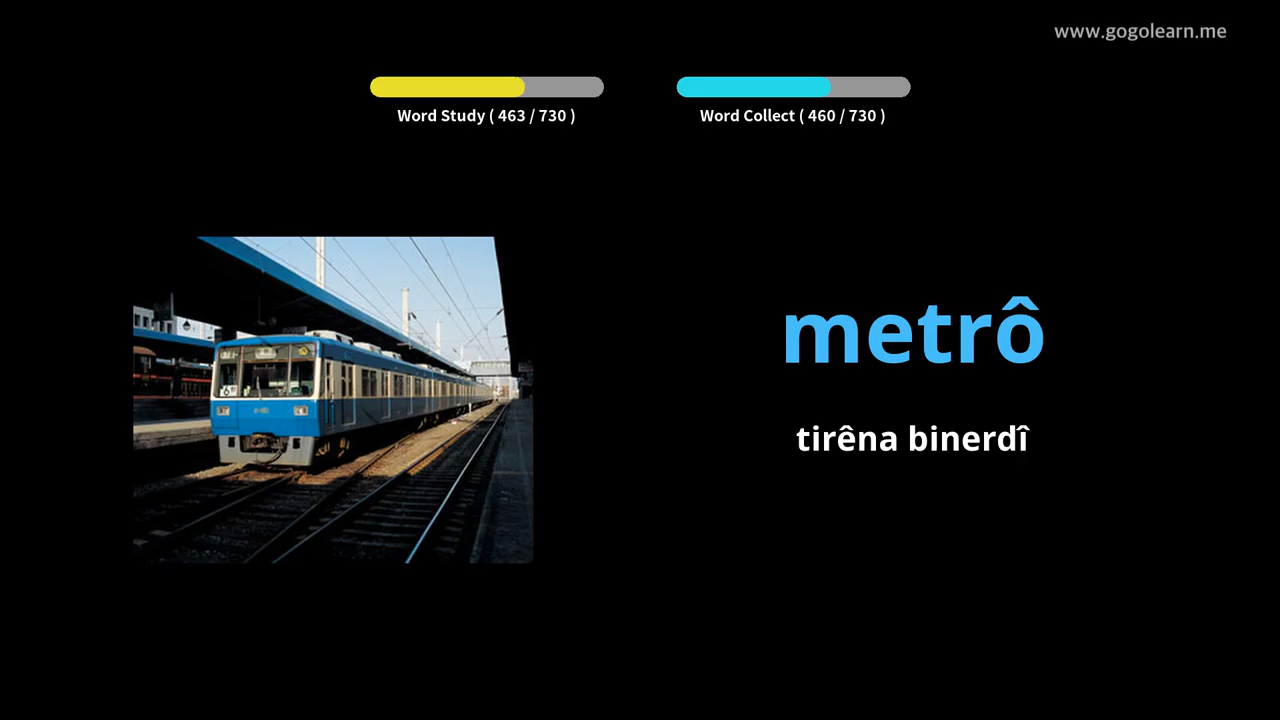 www.gogolearn.me
Word Study ( 463 / 730 )
Word Collect ( 460 / 730 )
metrô
tirêna binerdî